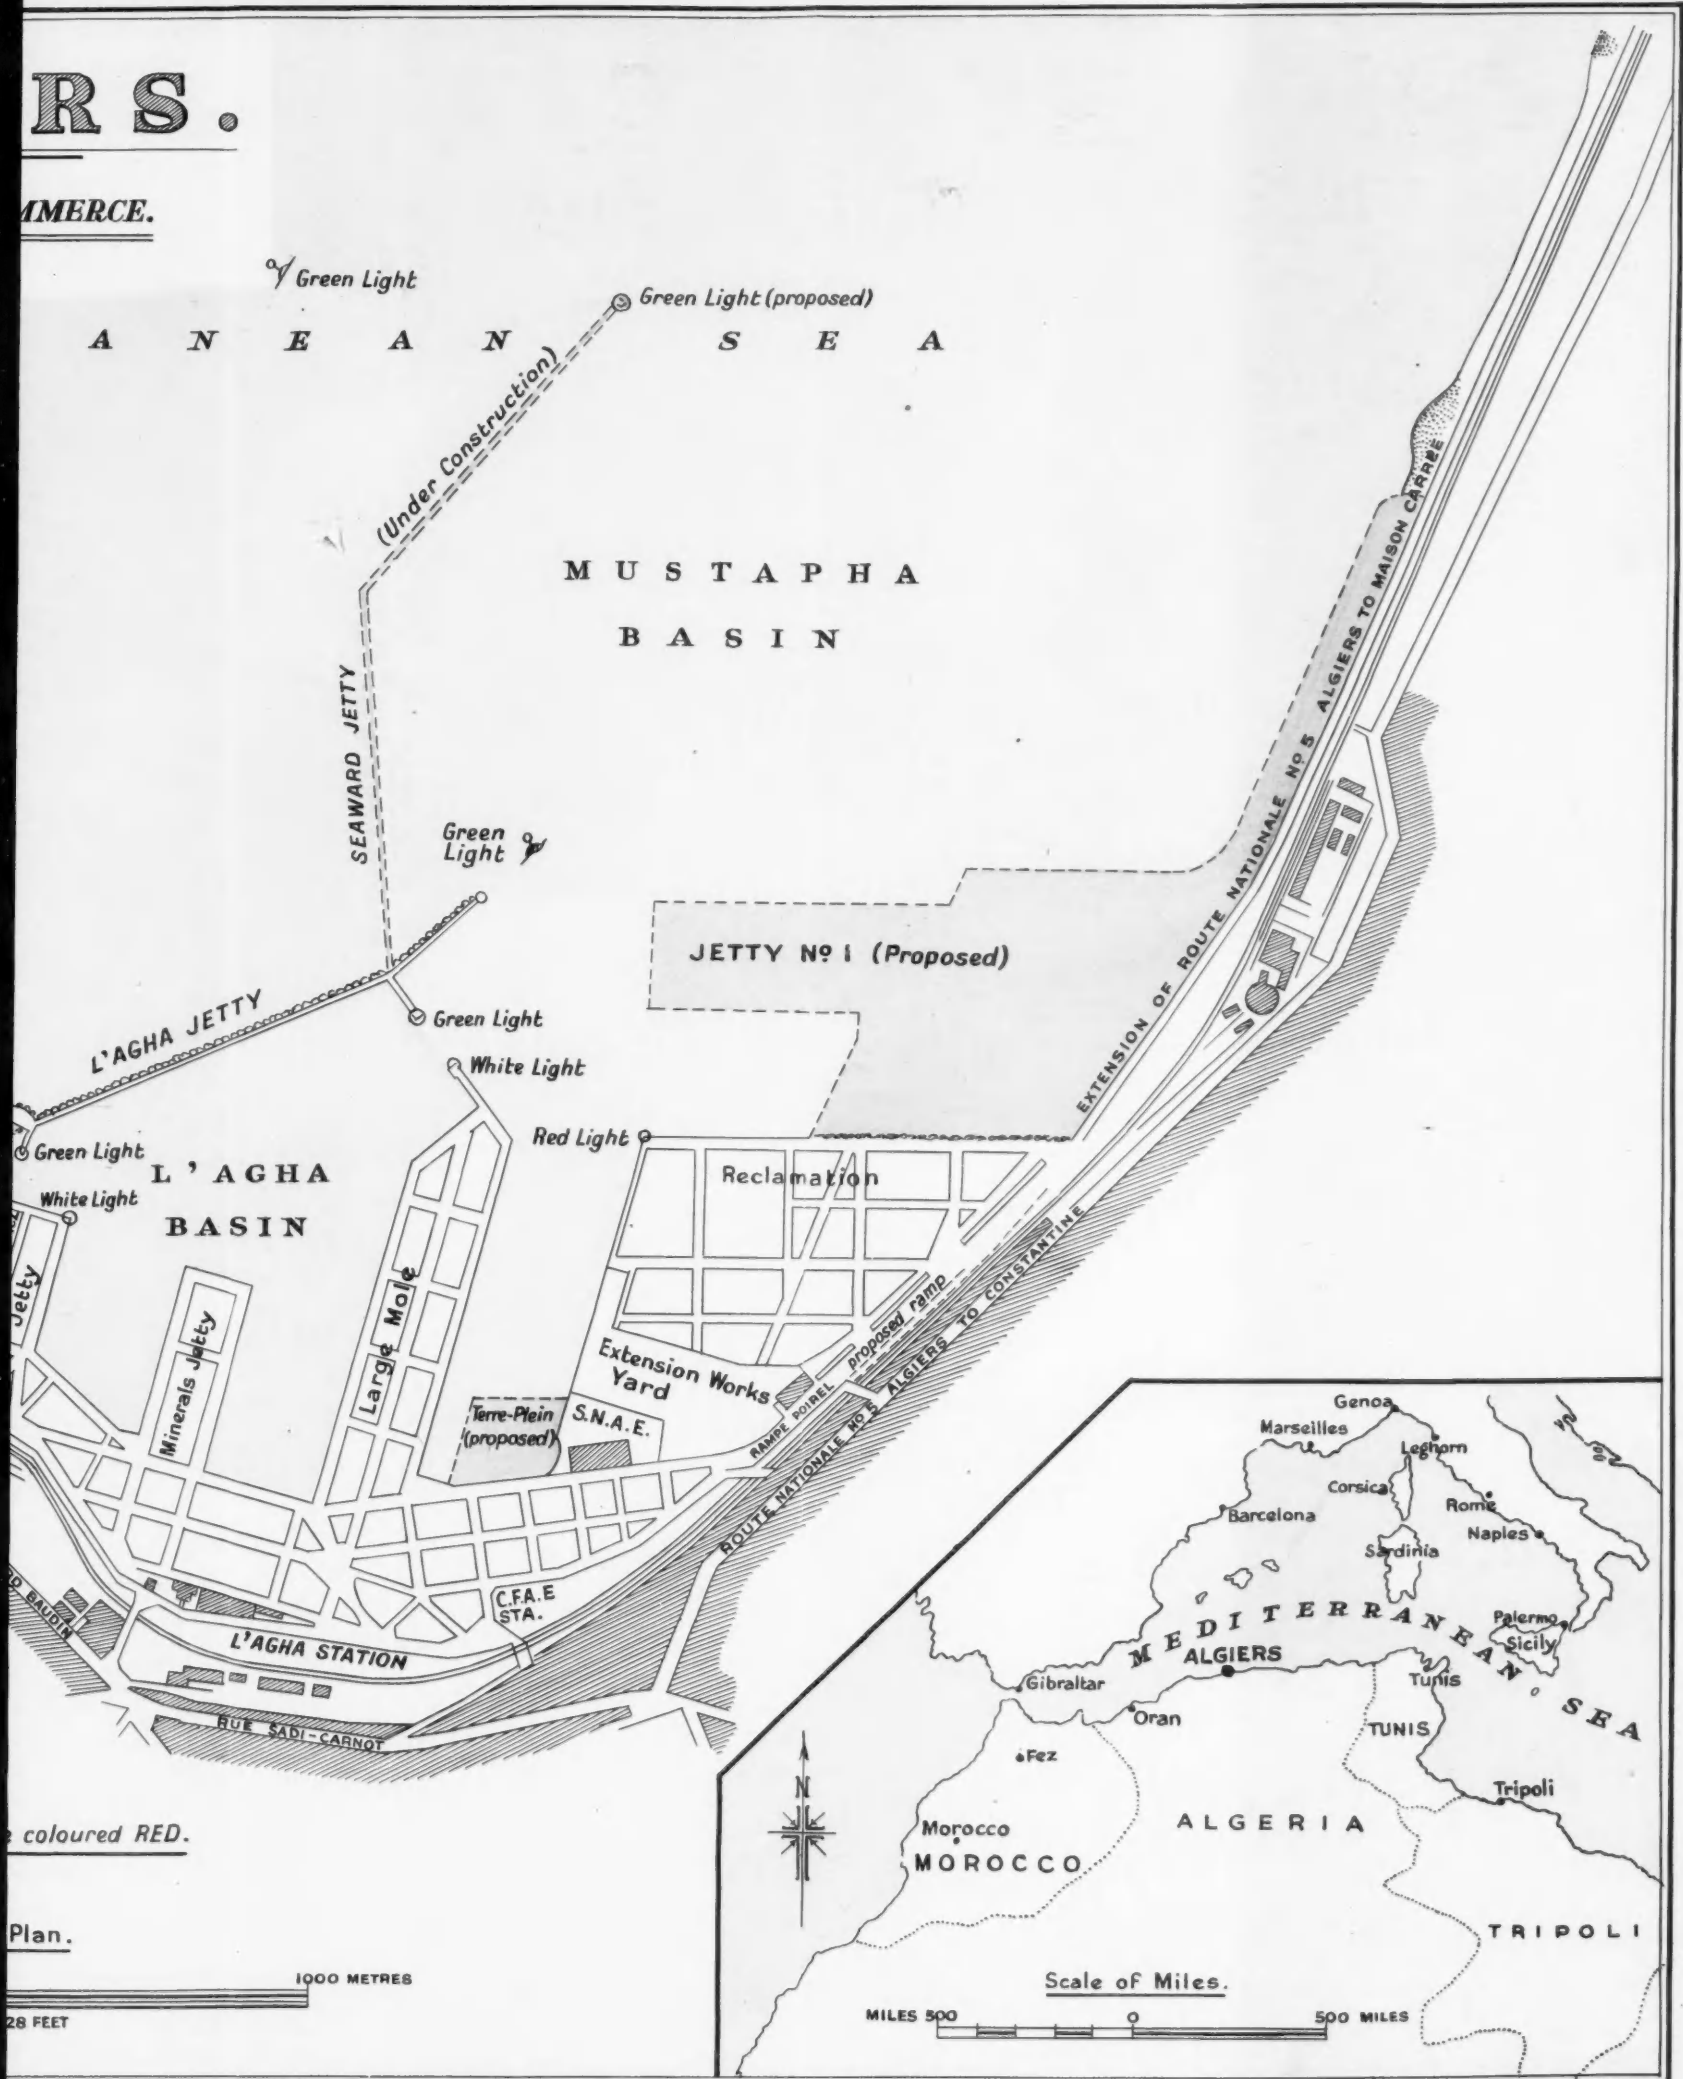 RS.
MMERCE.
Green Light
Green Light (proposed)
ANEAN SEA
(Under Construction)
MUSTAPHA
BASIN
SEAWARD JETTY
Green
Light
JETTY No 1 (Proposed)
EXTENSION OF ROUTE NATIONALE No 5 ALGIERS TO MAISON CARRÉE
L'AGHA JETTY
Green Light
White Light
Red Light
Green Light
L'AGHA
BASIN
White Light
Reclamation
Jetty
Minerals Jetty
Large Mole
Extension Works
Yard
proposed ramp
RAMPE POIREL
Terre-Plein
(proposed)
S.N.A.E.
ROUTE NATIONALE No 5 ALGIERS TO CONSTANTINE
C.F.A.E
STA.
L'AGHA STATION
BAUDIN
RUE SADI-CARNOT
coloured RED.
Plan.
1000 METRES
28 FEET
Genoa
Marseilles
Leghorn
Corsica
Rome
Barcelona
Naples
Sardinia
MEDITERRANEAN SEA
Palermo
Sicily
ALGIERS
Gibraltar
Tunis
Oran
TUNIS
Fez
Tripoli
N
Morocco
MOROCCO
ALGERIA
TRIPOLI
Scale of Miles.
MILES 500 0 500 MILES